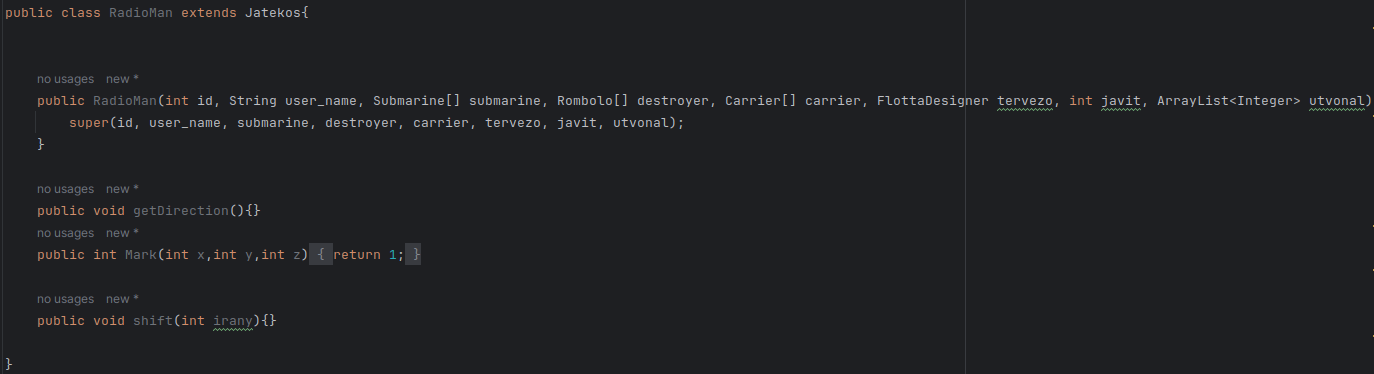 public class RadioMan extends Jatekos{
no usages new *
public RadioMan(int id, String user_name, Submarine[] submarine, Rombolo[] destroyer, Carrier[] carrier, FlottaDesigner tervezo, int javit, ArrayList<Integer> utvonal)
super(id, user_name, submarine, destroyer, carrier, tervezo, javit, utvonal);
}
no usages new *
public void getDirection(){}
no usages new *
public int Mark(int x,int y,int z) { return 1; }
no usages new *
public void shift(int irany){}
}